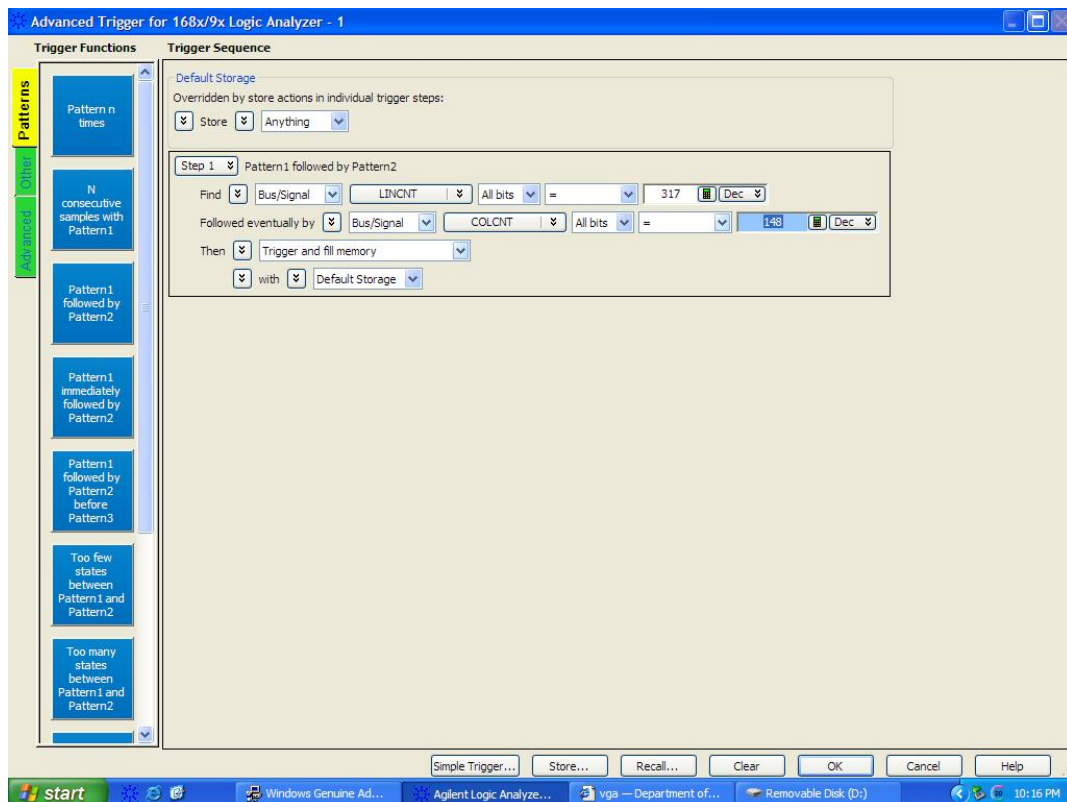 Advanced Trigger for 168x/9x Logic Analyzer - 1
Trigger Functions
Trigger Sequence
Patterns
Other
Advanced
Pattern n
times
N
consecutive
samples with
Pattern1
Pattern1
followed by
Pattern2
Pattern1
immediately
followed by
Pattern2
Pattern1
followed by
Pattern2
before
Pattern3
Too few
states
between
Pattern1 and
Pattern2
Too many
states
between
Pattern1 and
Pattern2
Default Storage
Overridden by store actions in individual trigger steps:
Store Anything
Step 1 Pattern1 followed by Pattern2
Find Bus/Signal LINCNT All bits = 317 Dec
Followed eventually by Bus/Signal COLCNT All bits = 148 Dec
Then Trigger and fill memory
with Default Storage
Simple Trigger... Store... Recall... Clear OK Cancel Help
start Windows Genuine Ad... Agilent Logic Analyze... vga — Department of... Removable Disk (D:) 10:16 PM